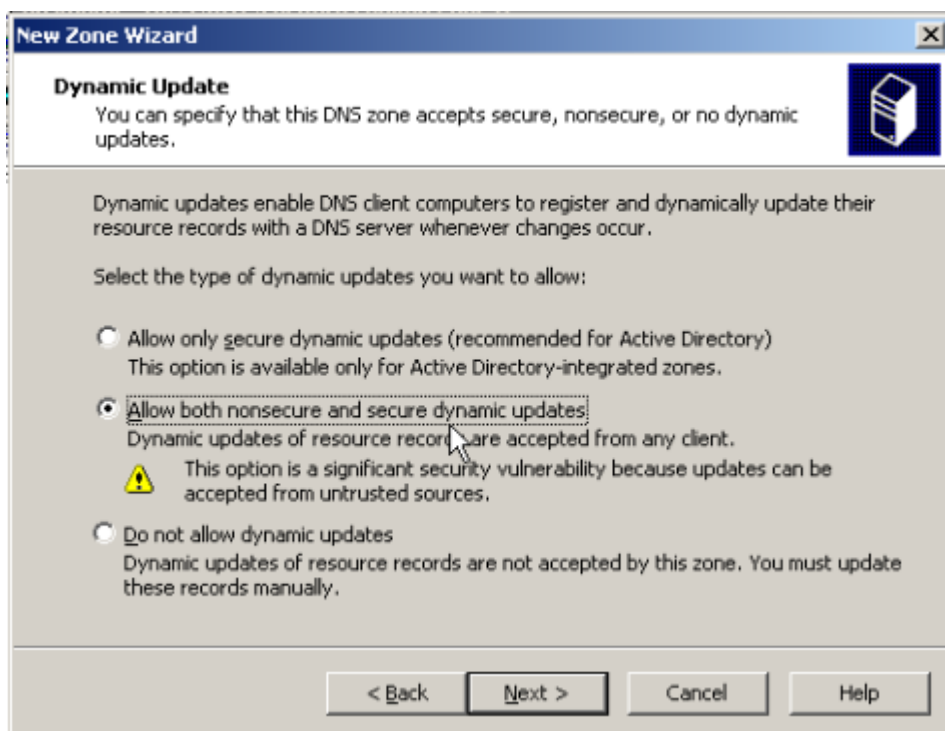 New Zone Wizard
Dynamic Update
You can specify that this DNS zone accepts secure, nonsecure, or no dynamic
updates.
Dynamic updates enable DNS client computers to register and dynamically update their
resource records with a DNS server whenever changes occur.
Select the type of dynamic updates you want to allow:
Allow only secure dynamic updates (recommended for Active Directory)
This option is available only for Active Directory-integrated zones.
Allow both nonsecure and secure dynamic updates
Dynamic updates of resource records are accepted from any client.
This option is a significant security vulnerability because updates can be
accepted from untrusted sources.
Do not allow dynamic updates
Dynamic updates of resource records are not accepted by this zone. You must update
these records manually.
< Back Next > Cancel Help